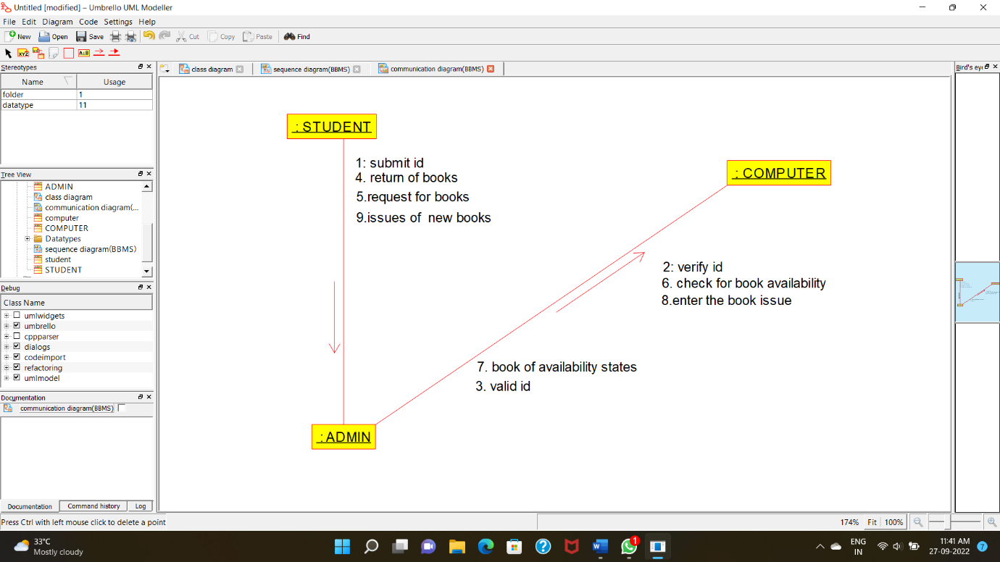 Untitled [modified] – Umbrello UML Modeller
File Edit Diagram Code Settings Help
New Open Save Cut Copy Paste Find
XYZ A:B
Stereotypes
Name Usage
folder 1
datatype 11
Tree View
ADMIN
class diagram
communication diagram(...
computer
COMPUTER
Datatypes
sequence diagram(BBMS)
student
STUDENT
Debug
Class Name
umlwidgets
umbrello
cppparser
dialogs
codeimport
refactoring
umlmodel
Documentation
communication diagram(BBMS)
Documentation Command history Log
class diagram sequence diagram(BBMS) communication diagram(BBMS)
: STUDENT
1: submit id
4. return of books
5.request for books
9.issues of new books
: COMPUTER
2: verify id
6. check for book availability
8.enter the book issue
7. book of availability states
3. valid id
: ADMIN
Bird's eye
Press Ctrl with left mouse click to delete a point
174% Fit 100%
33°C
Mostly cloudy
1
ENG
IN
11:41 AM
27-09-2022
7